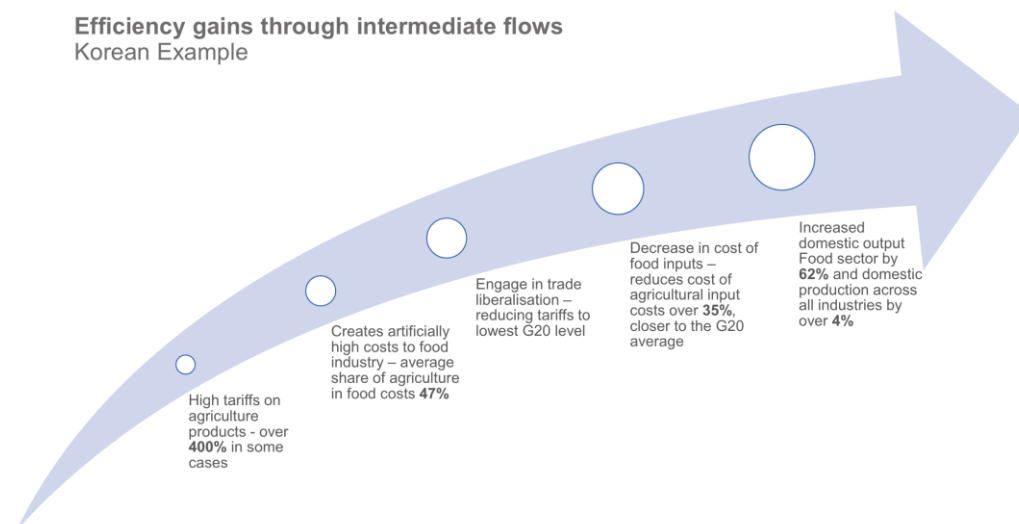 Efficiency gains through intermediate flows
Korean Example
High tariffs on
agriculture
products - over
400% in some
cases
Creates artificially
high costs to food
industry – average
share of agriculture
in food costs 47%
Engage in trade
liberalisation –
reducing tariffs to
lowest G20 level
Decrease in cost of
food inputs –
reduces cost of
agricultural input
costs over 35%,
closer to the G20
average
Increased
domestic output
Food sector by
62% and domestic
production across
all industries by
over 4%